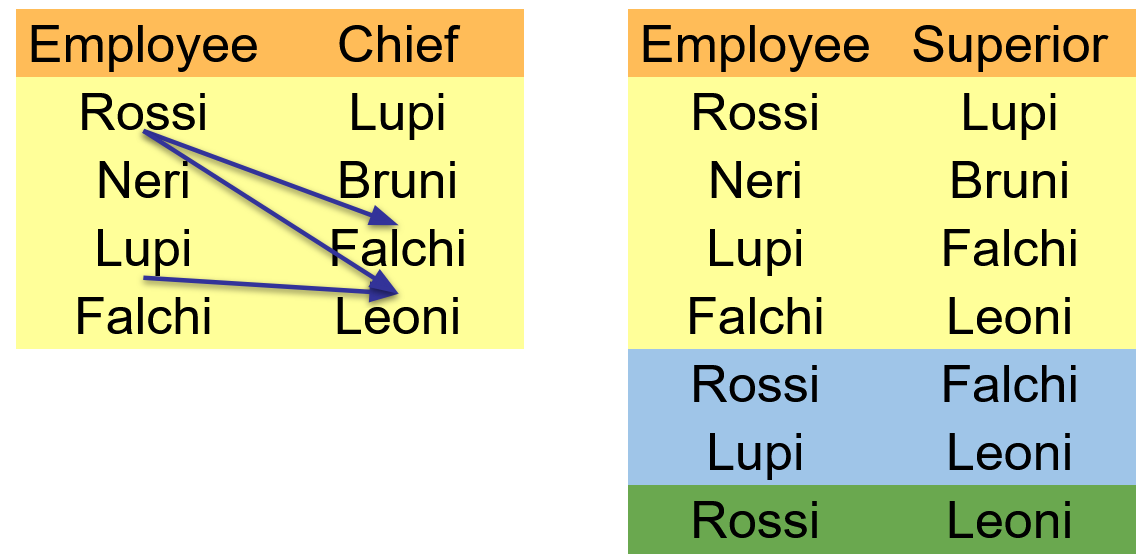 Employee Chief
Rossi Lupi
Neri Bruni
Lupi Falchi
Falchi Leoni
Employee Superior
Rossi Lupi
Neri Bruni
Lupi Falchi
Falchi Leoni
Rossi Falchi
Lupi Leoni
Rossi Leoni